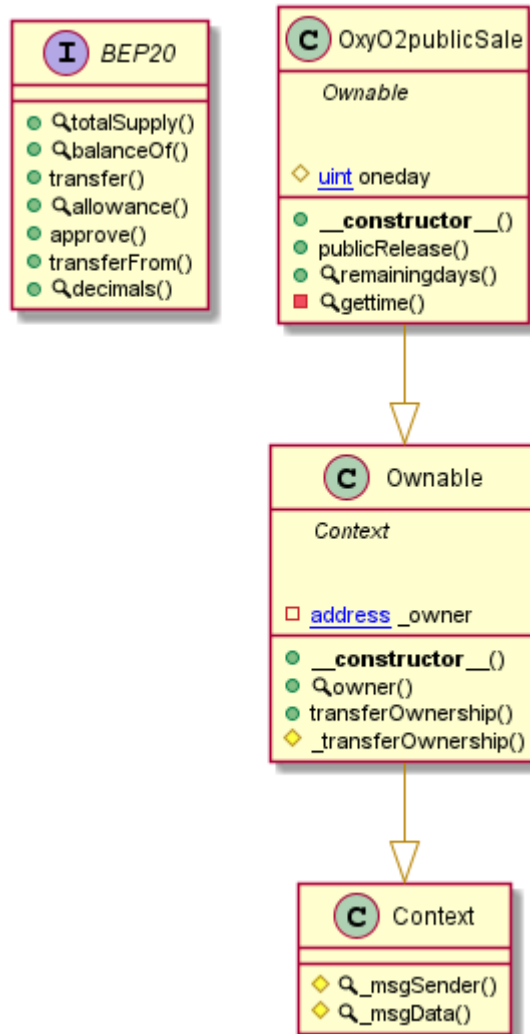 I BEP20
totalSupply()
balanceOf()
transfer()
allowance()
approve()
transferFrom()
decimals()
C OxyO2publicSale
Ownable
uint oneday
__constructor__()
publicRelease()
remainingdays()
gettime()
C Ownable
Context
address _owner
__constructor__()
owner()
transferOwnership()
_transferOwnership()
C Context
_msgSender()
_msgData()